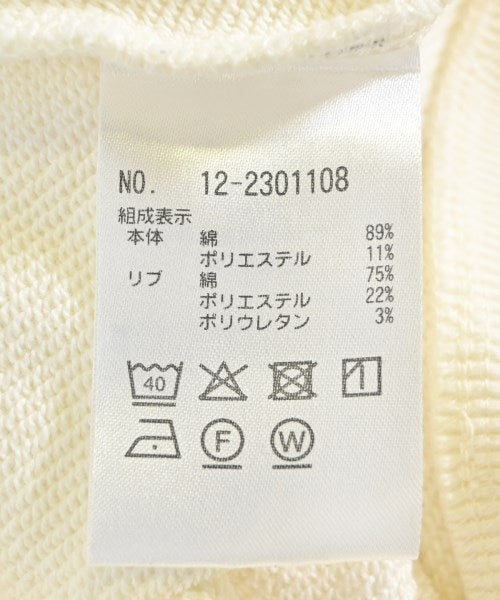 NO. 12-2301108
組成表示
本体 綿 89%
ポリエステル 11%
リブ 綿 75%
ポリエステル 22%
ポリウレタン 3%
40
F W